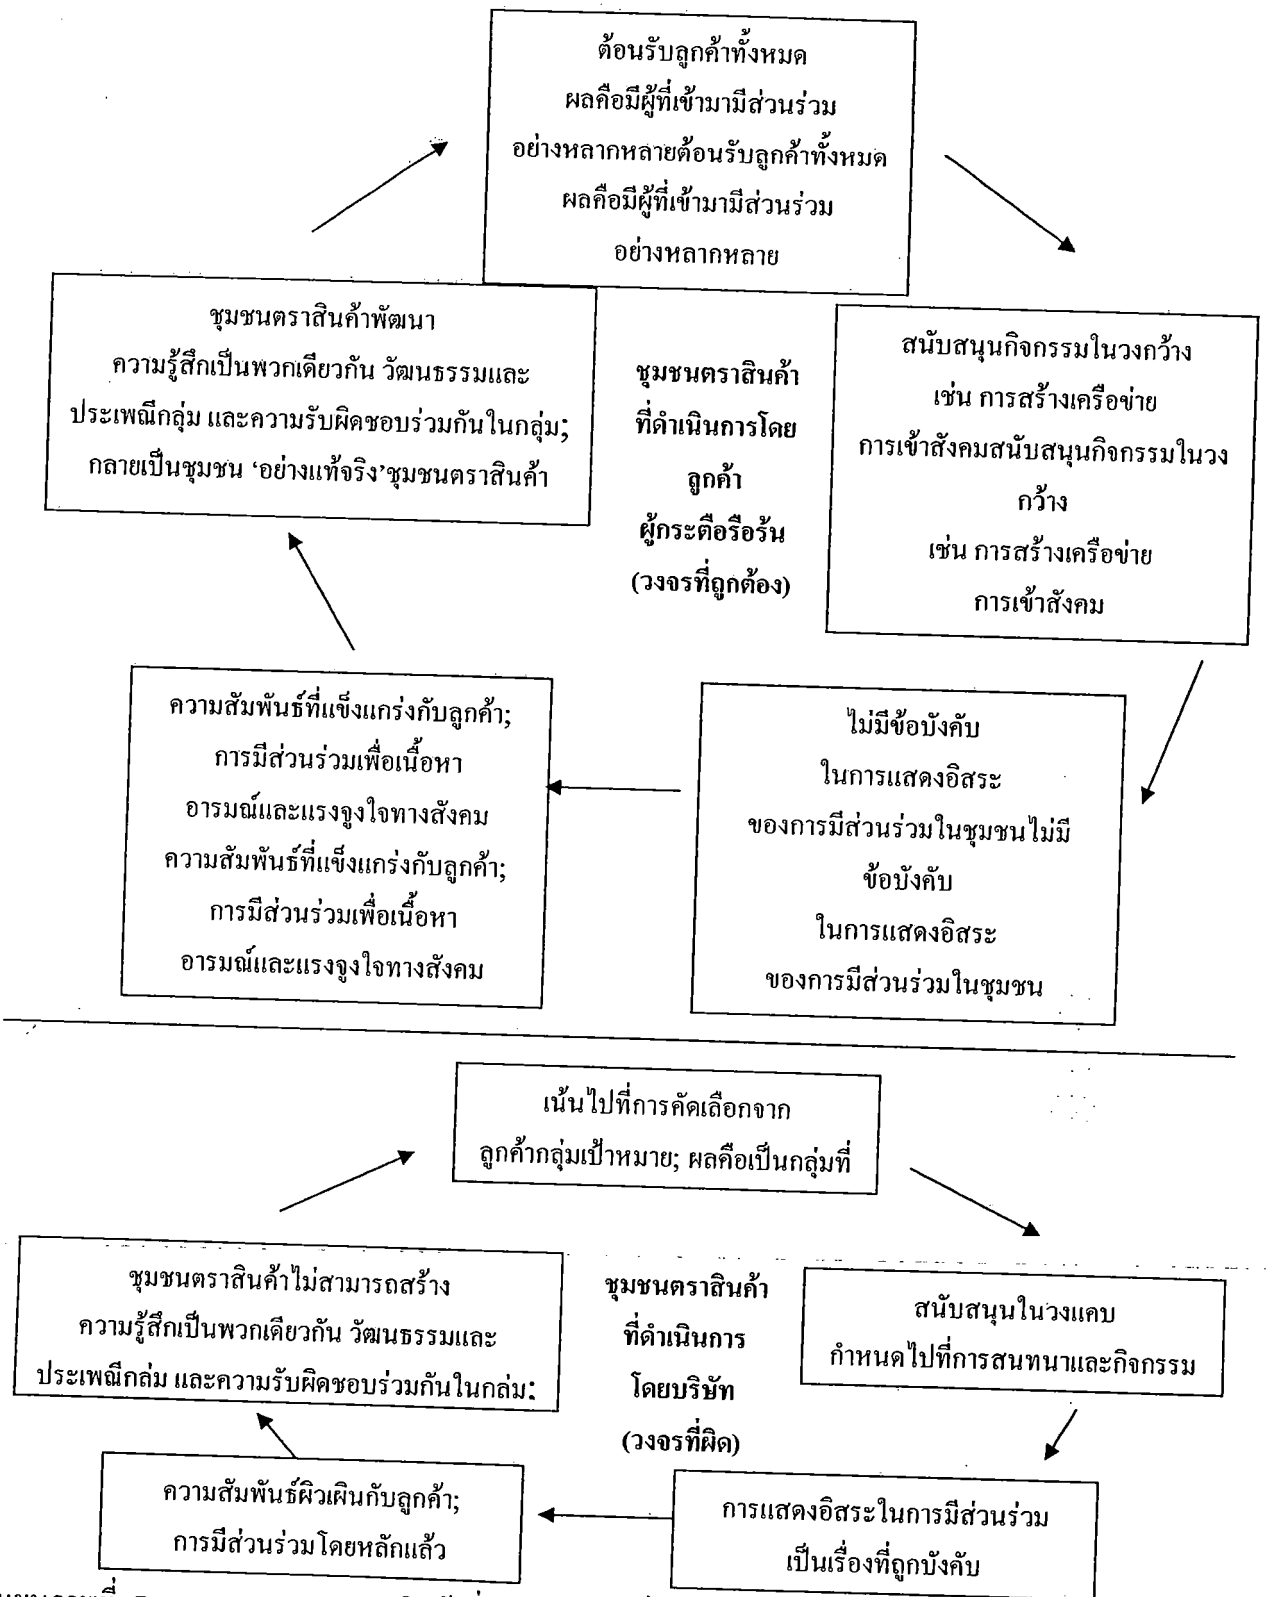 ต้อนรับลูกค้าทั้งหมด
ผลคือมีผู้ที่เข้ามามีส่วนร่วม
อย่างหลากหลายต้อนรับลูกค้าทั้งหมด
ผลคือมีผู้ที่เข้ามามีส่วนร่วม
อย่างหลากหลาย
ชุมชนตราสินค้าพัฒนา
ความรู้สึกเป็นพวกเดียวกัน วัฒนธรรมและ
ประเพณีกลุ่ม และความรับผิดชอบร่วมกันในกลุ่ม;
กลายเป็นชุมชน ‘อย่างแท้จริง’ชุมชนตราสินค้า
ชุมชนตราสินค้า
ที่ดำเนินการโดย
ลูกค้า
ผู้กระตือรือร้น
(วงจรที่ถูกต้อง)
สนับสนุนกิจกรรมในวงกว้าง
เช่น การสร้างเครือข่าย
การเข้าสังคมสนับสนุนกิจกรรมในวง
กว้าง
เช่น การสร้างเครือข่าย
การเข้าสังคม
ความสัมพันธ์ที่แข็งแกร่งกับลูกค้า;
การมีส่วนร่วมเพื่อเนื้อหา
อารมณ์และแรงจูงใจทางสังคม
ความสัมพันธ์ที่แข็งแกร่งกับลูกค้า;
การมีส่วนร่วมเพื่อเนื้อหา
อารมณ์และแรงจูงใจทางสังคม
ไม่มีข้อบังคับ
ในการแสดงอิสระ
ของการมีส่วนร่วมในชุมชนไม่มี
ข้อบังคับ
ในการแสดงอิสระ
ของการมีส่วนร่วมในชุมชน
เน้นไปที่การคัดเลือกจาก
ลูกค้ากลุ่มเป้าหมาย; ผลคือเป็นกลุ่มที่
ชุมชนตราสินค้าไม่สามารถสร้าง
ความรู้สึกเป็นพวกเดียวกัน วัฒนธรรมและ
ประเพณีกลุ่ม และความรับผิดชอบร่วมกันในกลุ่ม;
ชุมชนตราสินค้า
ที่ดำเนินการ
โดยบริษัท
(วงจรที่ผิด)
สนับสนุนในวงแคบ
กำหนดไปที่การสนทนาและกิจกรรม
ความสัมพันธ์ผิวเผินกับลูกค้า;
การมีส่วนร่วมโดยหลักแล้ว
การแสดงอิสระในการมีส่วนร่วม
เป็นเรื่องที่ถูกบังคับ